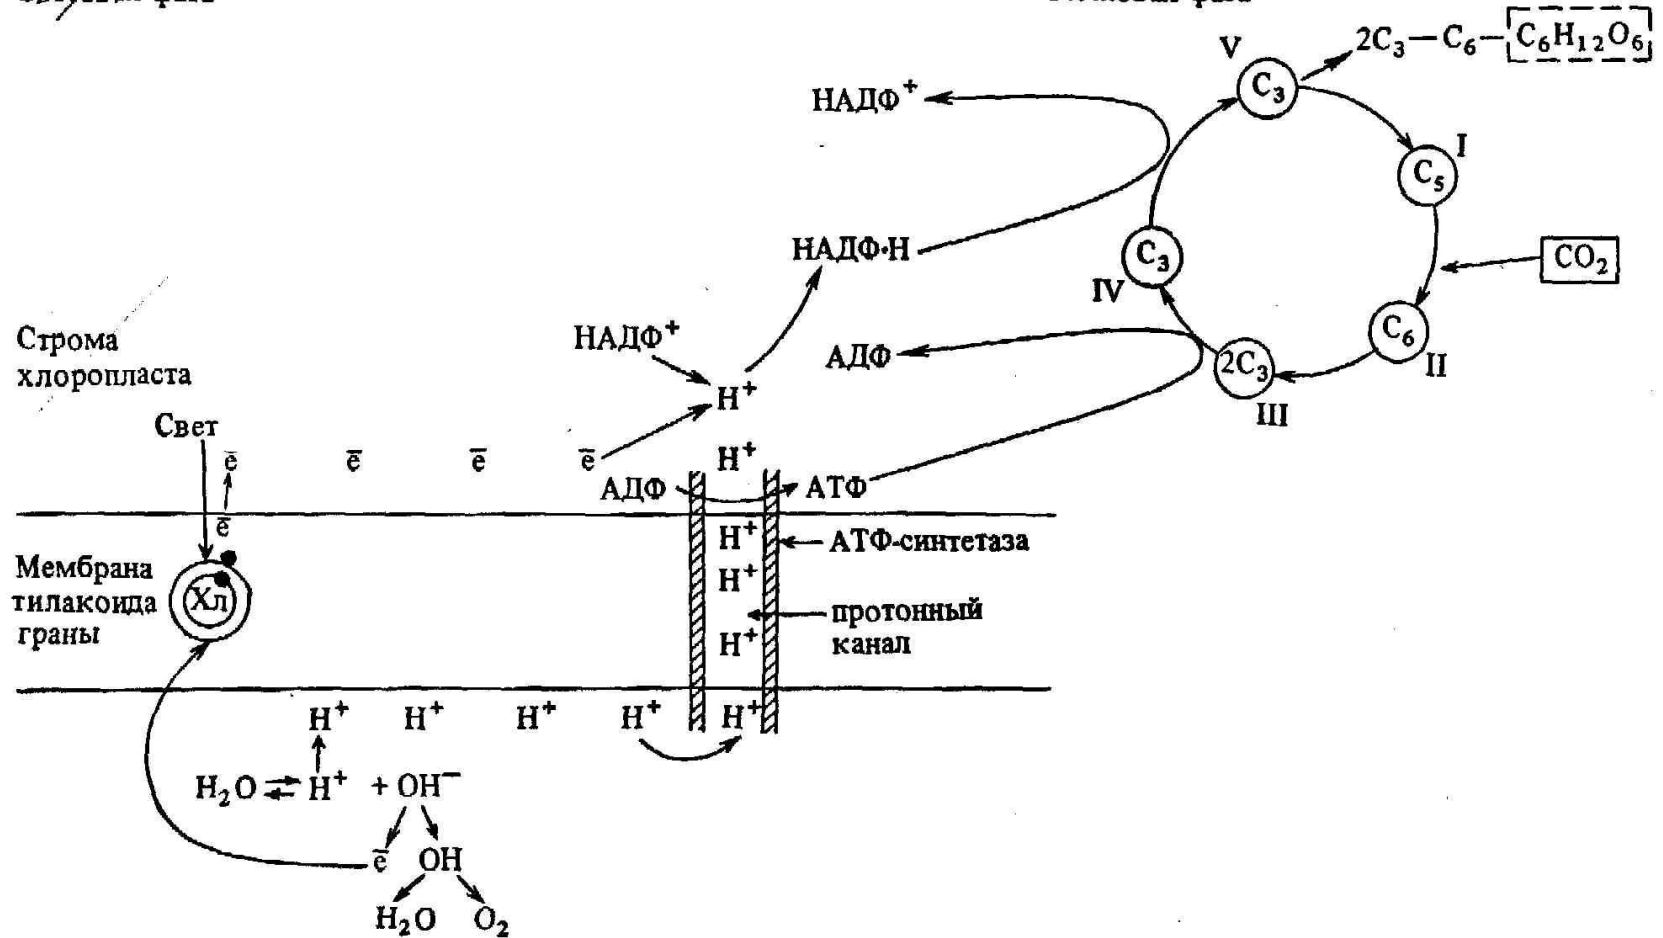 V
2C₃—C₆—C₆H₁₂O₆
НАДФ⁺
C₃
I
C₅
НАДФ·Н
C₃
CO₂
IV
НАДФ⁺
C₆
Строма
хлоропласта
АДФ
2C₃
II
H⁺
III
Свет
e̅
e̅
e̅
e̅
H⁺
АДФ
АТФ
e̅
H⁺
АТФ-синтетаза
Мембрана
тилакоида
граны
Хл
H⁺
протонный
канал
H⁺
H⁺ H⁺ H⁺ H⁺ H⁺
H₂O ⇌ H⁺ + OH⁻
e̅ OH
H₂O O₂